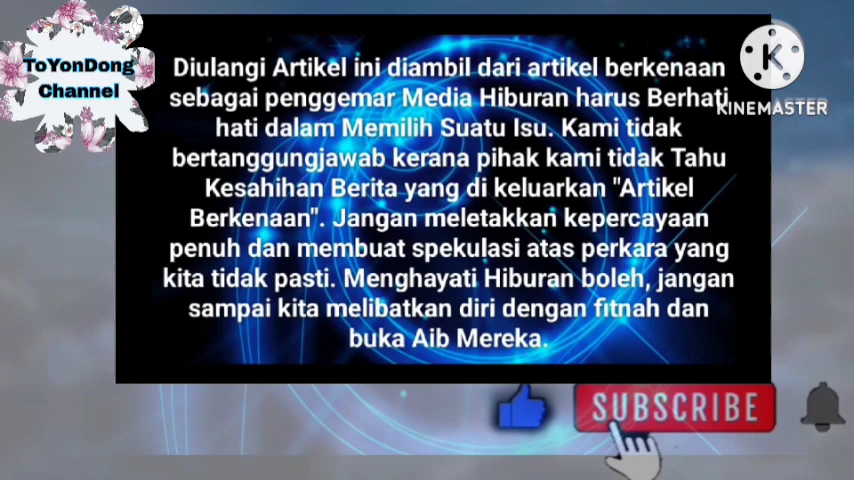 ToYonDong
Channel
Diulangi Artikel ini diambil dari artikel berkenaan
sebagai penggemar Media Hiburan harus Berhati
hati dalam Memilih Suatu Isu. Kami tidak
bertanggungjawab kerana pihak kami tidak Tahu
Kesahihan Berita yang di keluarkan "Artikel
Berkenaan". Jangan meletakkan kepercayaan
penuh dan membuat spekulasi atas perkara yang
kita tidak pasti. Menghayati Hiburan boleh, jangan
sampai kita melibatkan diri dengan fitnah dan
buka Aib Mereka.
K
KINEMASTER
SUBSCRIBE